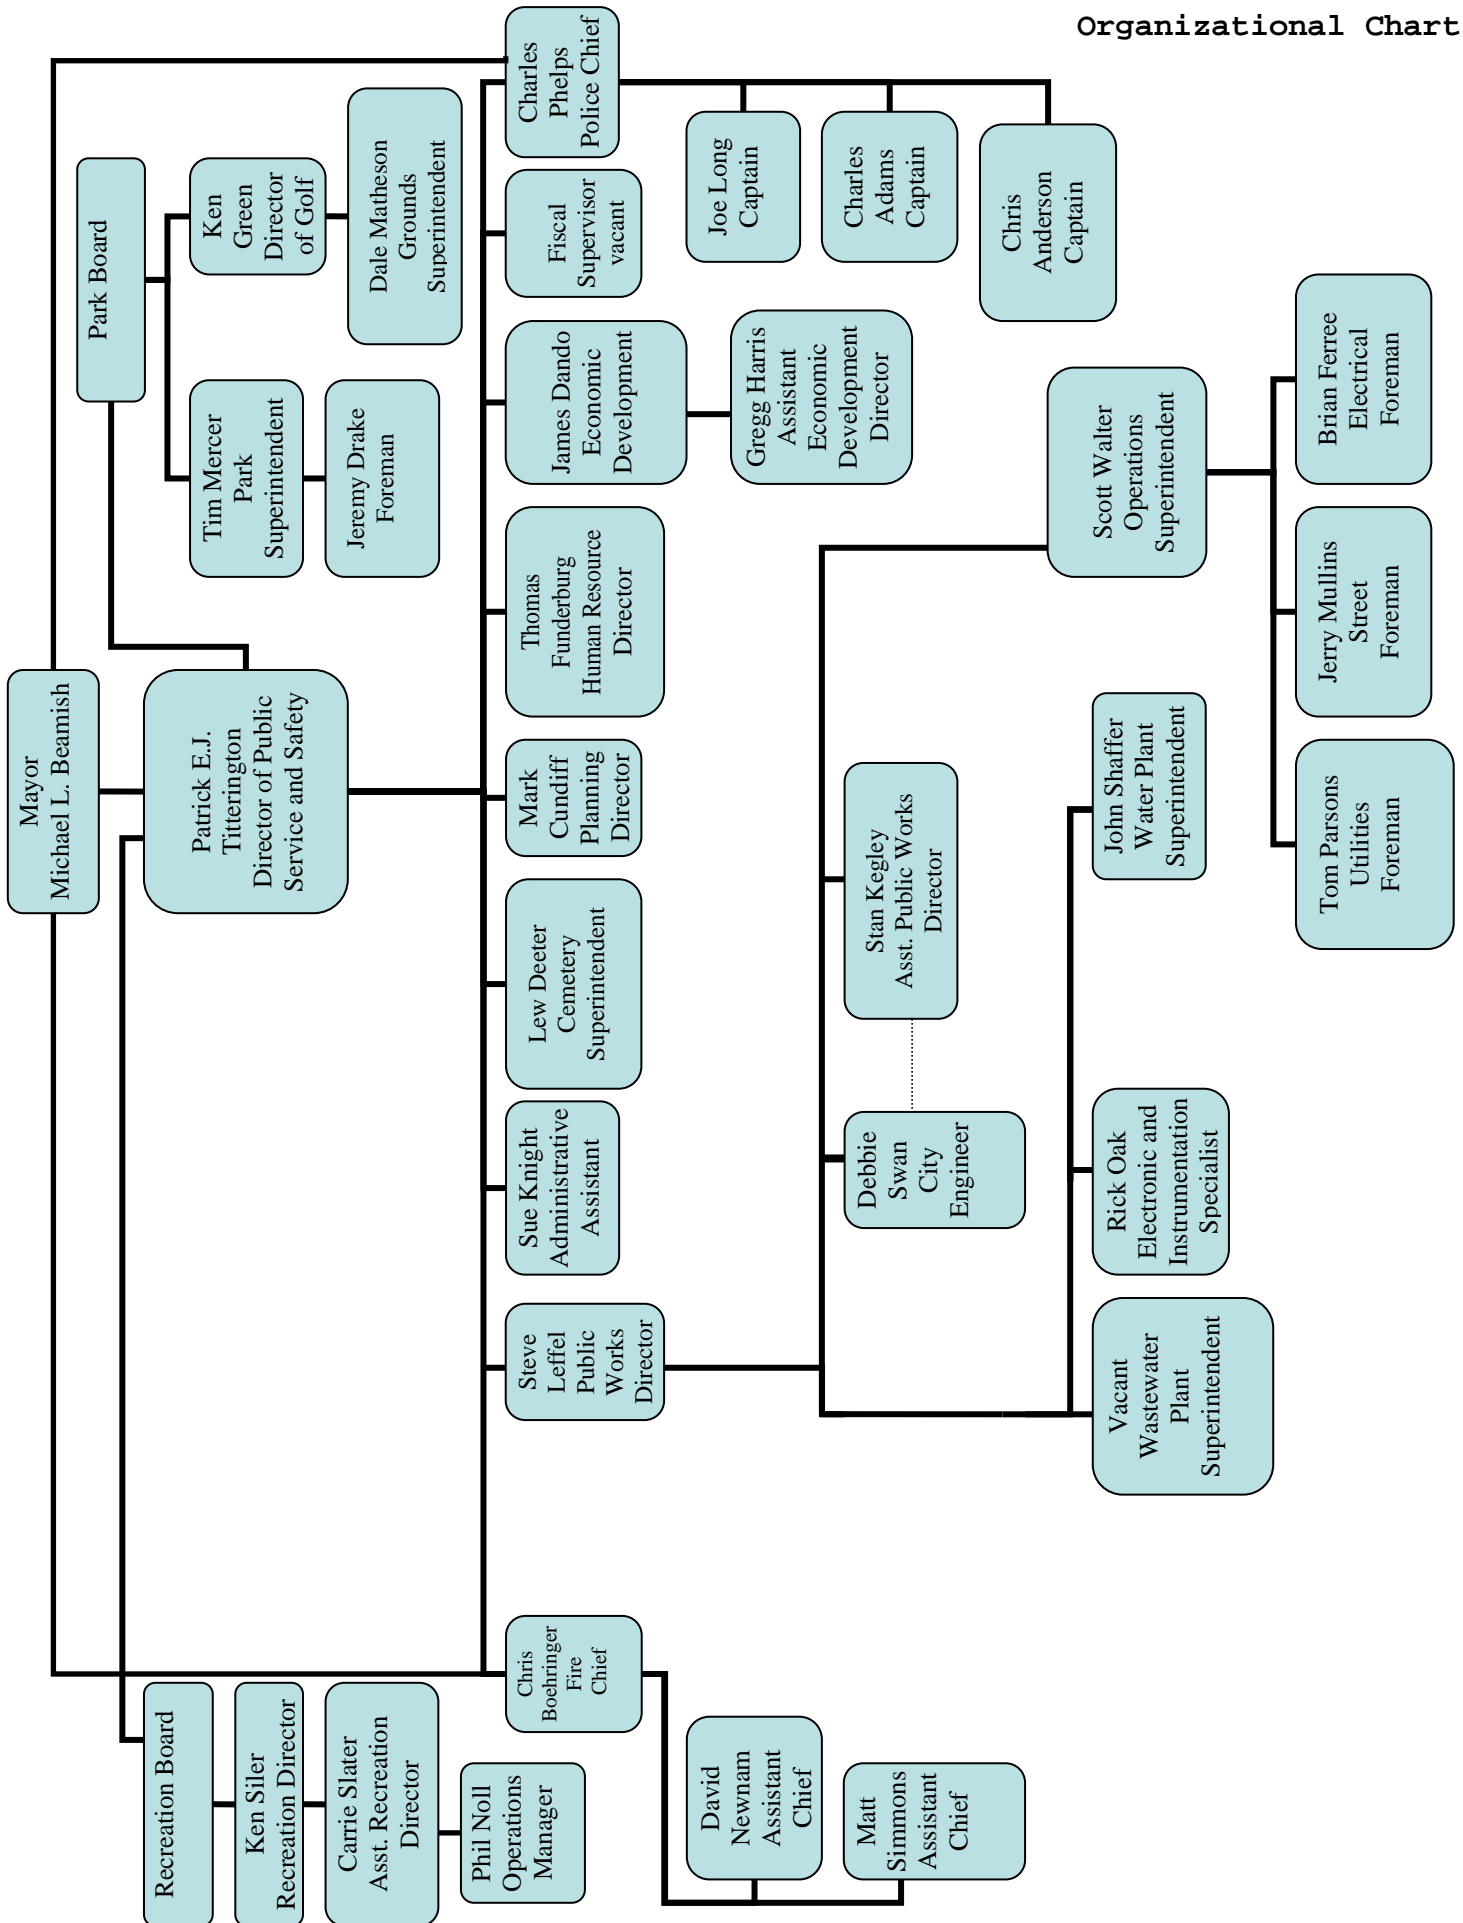 Organizational Chart
Mayor
Michael L. Beamish
Patrick E.J.
Titterington
Director of Public
Service and Safety
Recreation Board
Ken Siler
Recreation Director
Carrie Slater
Asst. Recreation
Director
Phil Noll
Operations
Manager
Park Board
Tim Mercer
Park
Superintendent
Jeremy Drake
Foreman
Ken
Green
Director
of Golf
Dale Matheson
Grounds
Superintendent
Chris
Boehringer
Fire
Chief
David
Newnam
Assistant
Chief
Matt
Simmons
Assistant
Chief
Steve
Leffel
Public
Works
Director
Sue Knight
Administrative
Assistant
Lew Deeter
Cemetery
Superintendent
Mark
Cundiff
Planning
Director
Thomas
Funderburg
Human Resource
Director
James Dando
Economic
Development
Gregg Harris
Assistant
Economic
Development
Director
Fiscal
Supervisor
vacant
Charles
Phelps
Police Chief
Joe Long
Captain
Charles
Adams
Captain
Chris
Anderson
Captain
Debbie
Swan
City
Engineer
Stan Kegley
Asst. Public Works
Director
Vacant
Wastewater
Plant
Superintendent
Rick Oak
Electronic and
Instrumentation
Specialist
John Shaffer
Water Plant
Superintendent
Scott Walter
Operations
Superintendent
Tom Parsons
Utilities
Foreman
Jerry Mullins
Street
Foreman
Brian Ferree
Electrical
Foreman